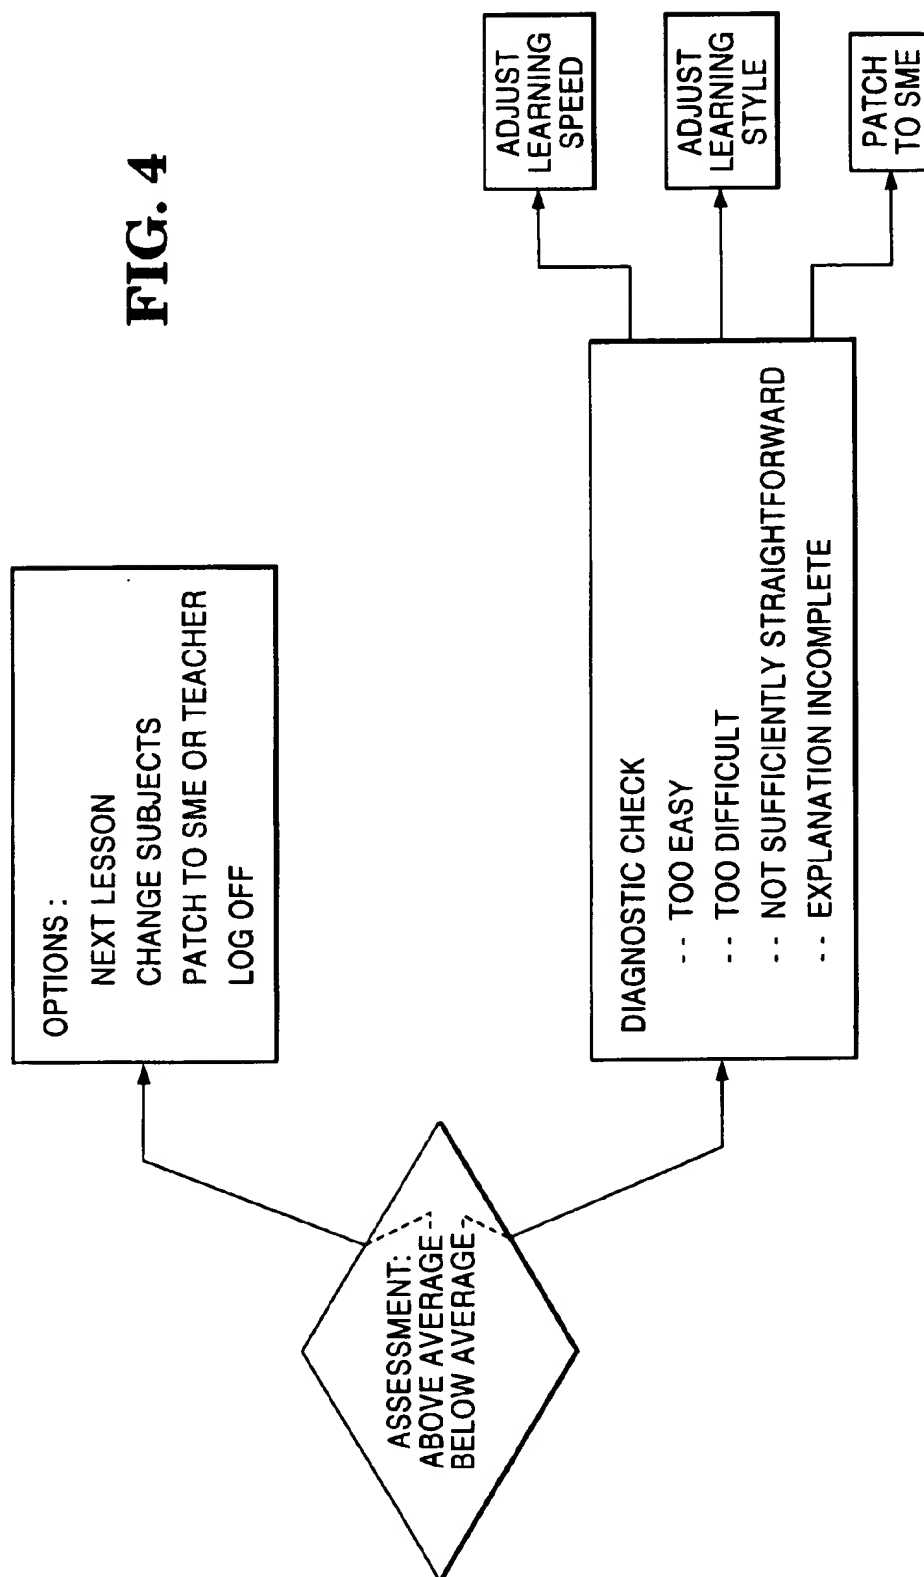 FIG. 4
ASSESSMENT:
ABOVE AVERAGE
BELOW AVERAGE
OPTIONS :
NEXT LESSON
CHANGE SUBJECTS
PATCH TO SME OR TEACHER
LOG OFF
DIAGNOSTIC CHECK
-- TOO EASY
-- TOO DIFFICULT
-- NOT SUFFICIENTLY STRAIGHTFORWARD
-- EXPLANATION INCOMPLETE
ADJUST
LEARNING
SPEED
ADJUST
LEARNING
STYLE
PATCH
TO SME